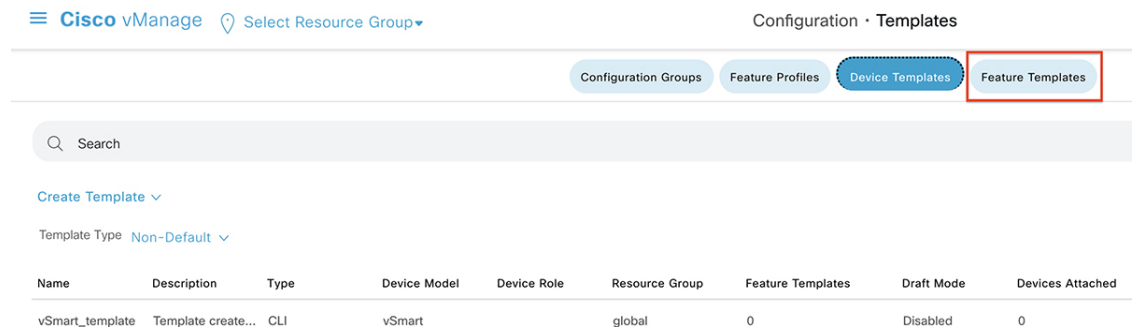 Cisco vManage Select Resource Group Configuration · Templates
Configuration Groups Feature Profiles Device Templates Feature Templates
Search
Create Template
Template Type Non-Default
Name Description Type Device Model Device Role Resource Group Feature Templates Draft Mode Devices Attached
vSmart_template Template create... CLI vSmart global 0 Disabled 0